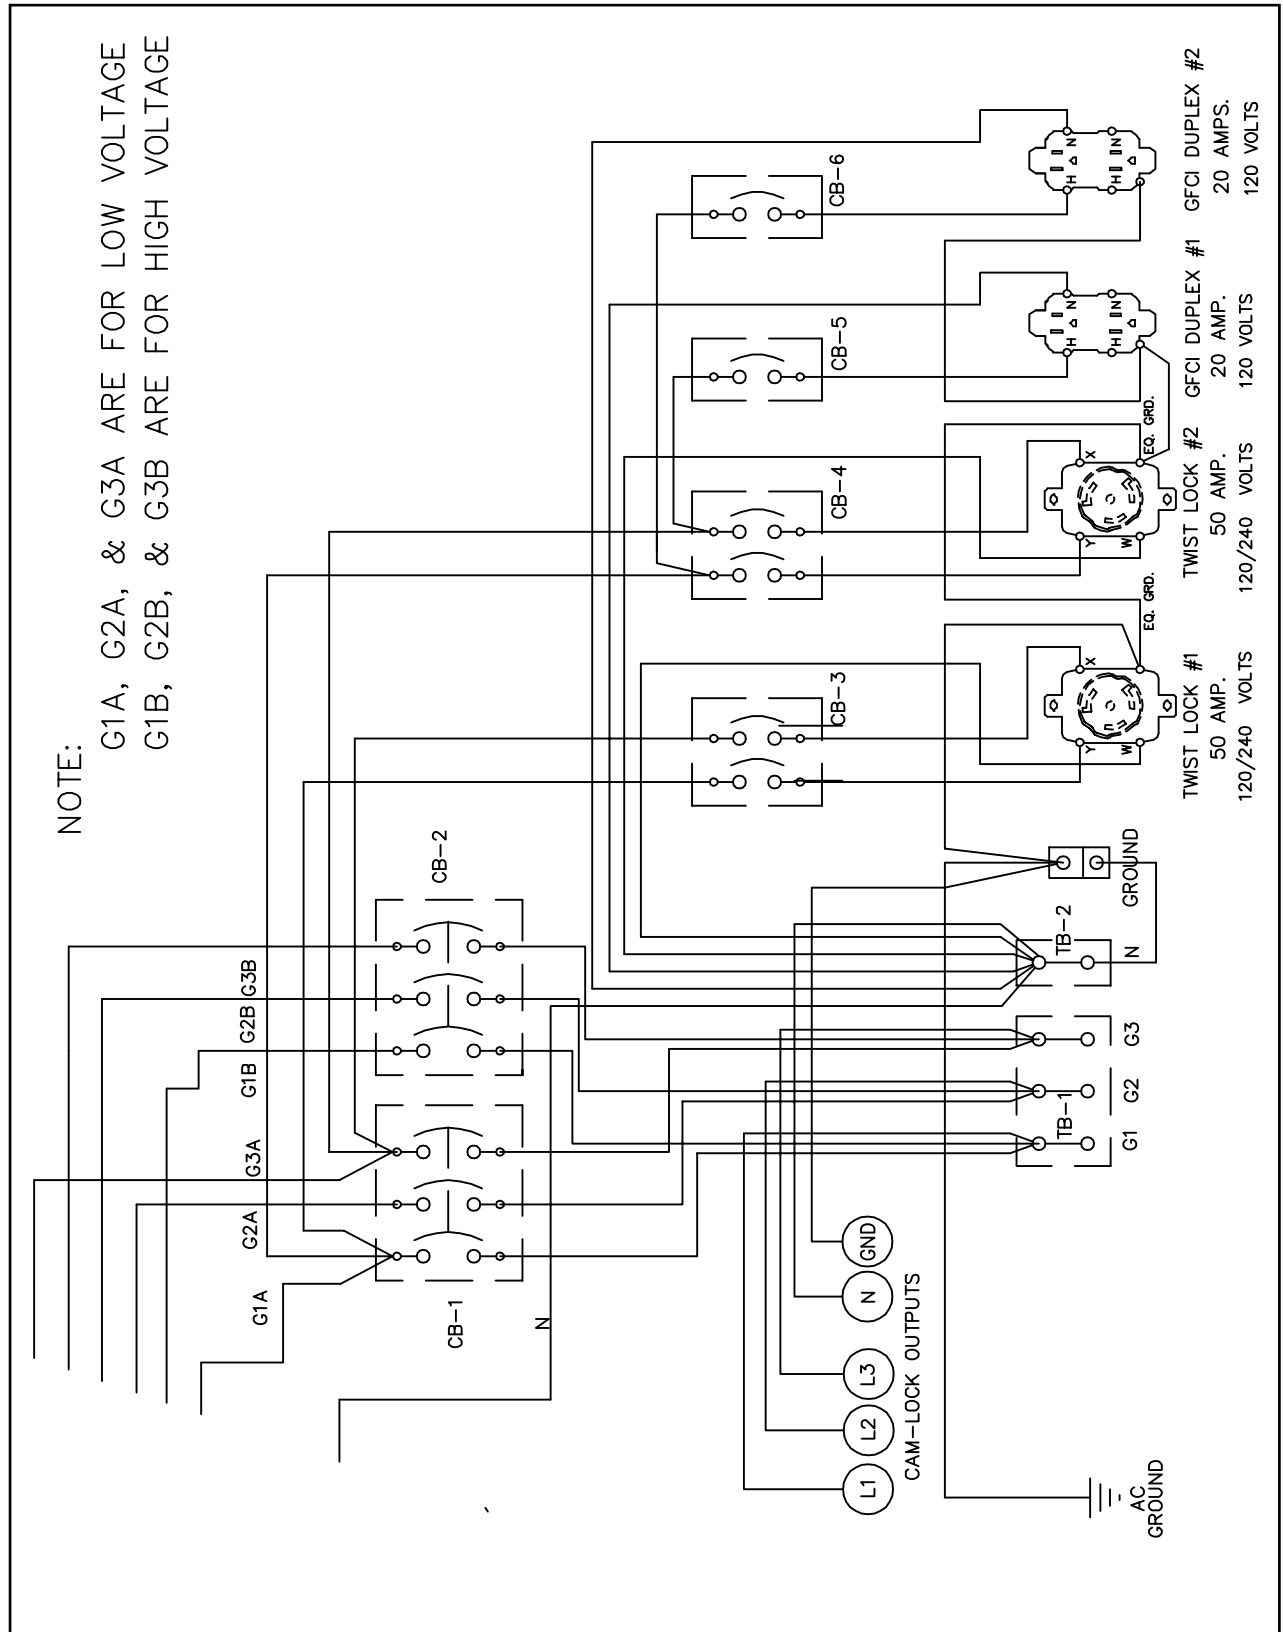 NOTE:
G1A, G2A, & G3A ARE FOR LOW VOLTAGE
G1B, G2B, & G3B ARE FOR HIGH VOLTAGE
G1A
G2A
G3A
G1B
G2B
G3B
CB-1
CB-2
N
CB-3
CB-4
CB-5
CB-6
L1
L2
L3
N
GND
CAM-LOCK OUTPUTS
TB-1
TB-2
G1
G2
G3
N
GROUND
AC
GROUND
Y
X
W
EQ. GRD.
TWIST LOCK #1
50 AMP.
120/240 VOLTS
Y
X
W
EQ. GRD.
TWIST LOCK #2
50 AMP.
120/240 VOLTS
H N
H N
GFCI DUPLEX #1
20 AMP.
120 VOLTS
H N
H N
GFCI DUPLEX #2
20 AMPS.
120 VOLTS